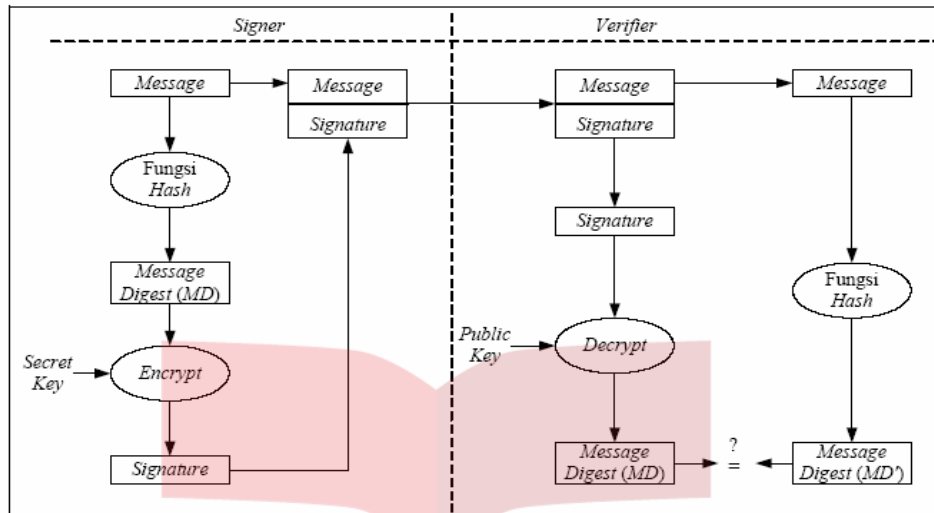 Signer
Verifier
Message
Message
Signature
Fungsi
Hash
Message
Digest (MD)
Secret
Key
Encrypt
Signature
Message
Signature
Message
Signature
Public
Key
Decrypt
Message
Digest (MD)
?
=
Fungsi
Hash
Message
Digest (MD')